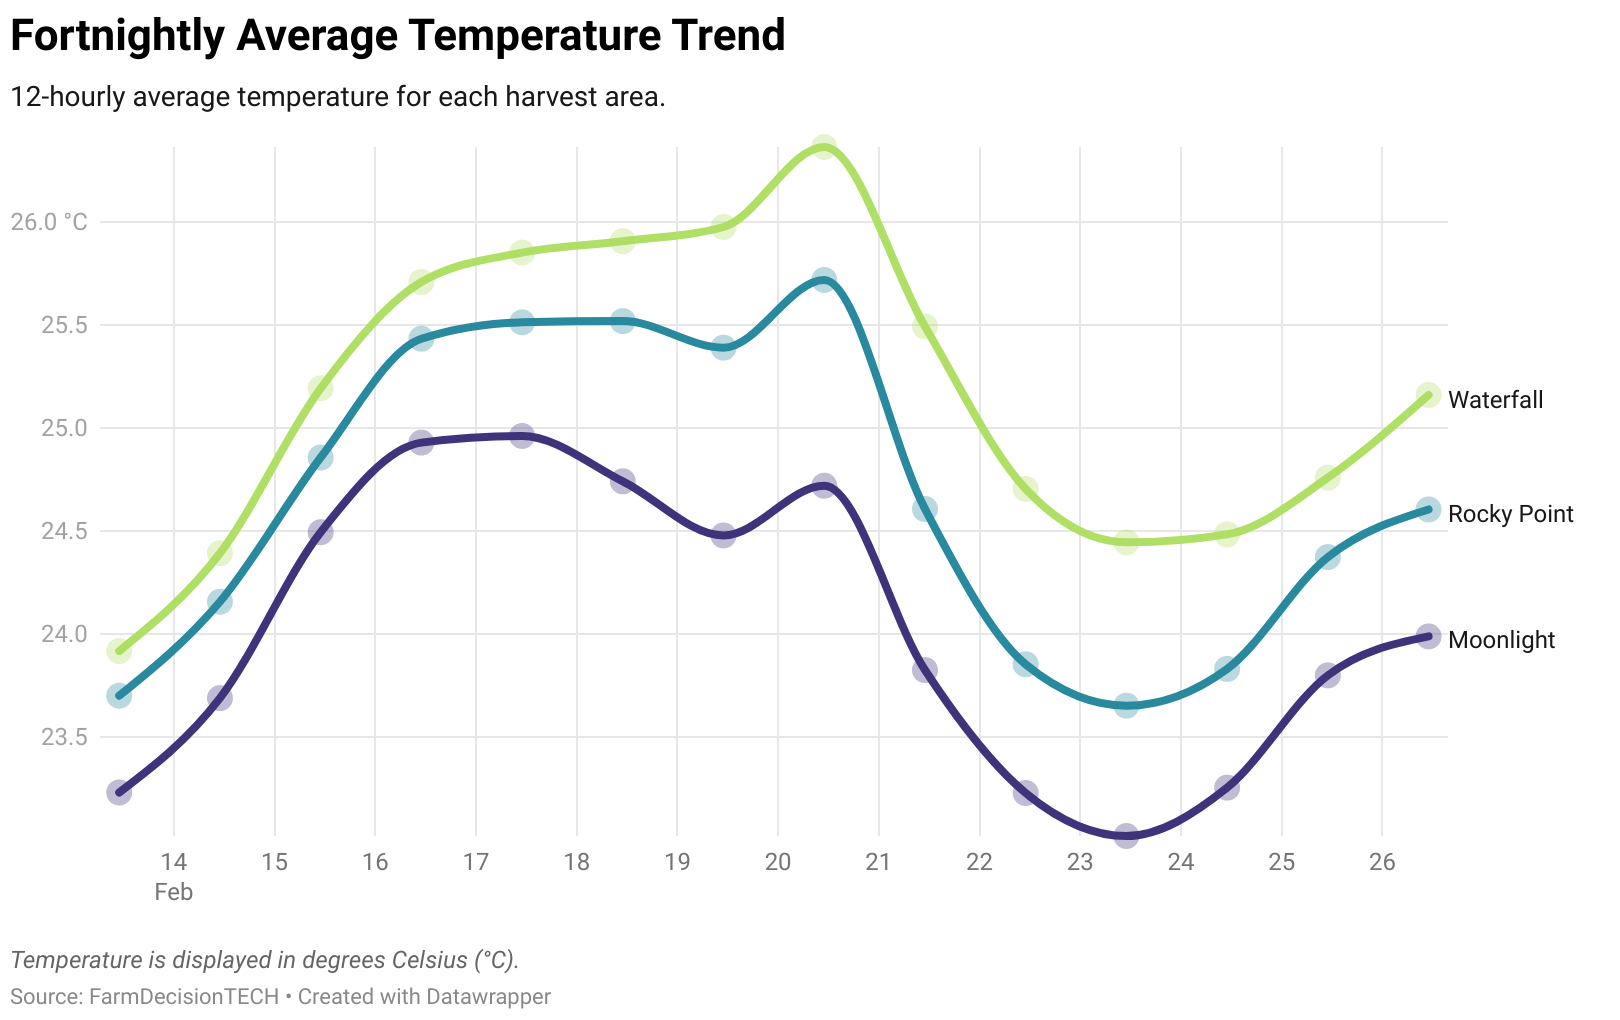 Fortnightly Average Temperature Trend
12-hourly average temperature for each harvest area.
26.0 °C
25.5
25.0
24.5
24.0
23.5
Waterfall
Rocky Point
Moonlight
14 15 16 17 18 19 20 21 22 23 24 25 26
Feb
Temperature is displayed in degrees Celsius (°C).
Source: FarmDecisionTECH • Created with Datawrapper